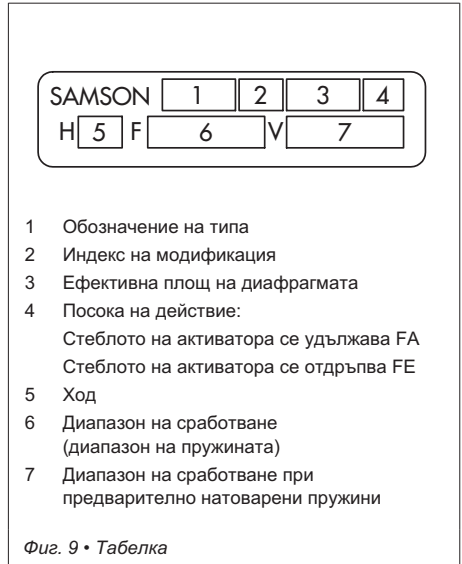 SAMSON 1 2 3 4
H 5 F 6 V 7
1 Обозначение на типа
2 Индекс на модификация
3 Ефективна площ на диафрагмата
4 Посока на действие:
Стеблото на активатора се удължава FA
Стеблото на активатора се отдръпва FE
5 Ход
6 Диапазон на сработване
(диапазон на пружината)
7 Диапазон на сработване при
предварително натоварени пружини
Фиг. 9 • Табелка